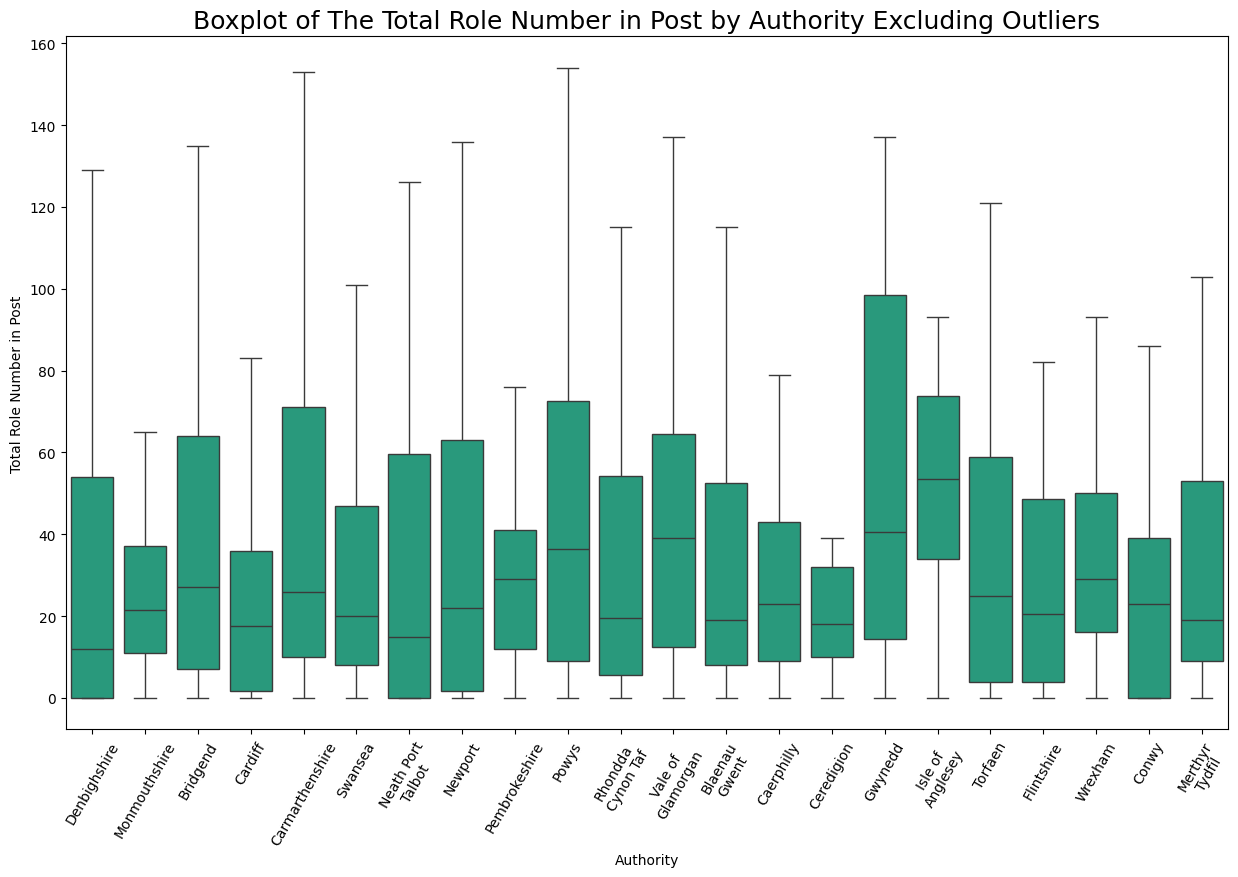 Boxplot of The Total Role Number in Post by Authority Excluding Outliers
160
140
120
100
80
60
40
20
0
Total Role Number in Post
Denbighshire
Monmouthshire
Bridgend
Cardiff
Carmarthenshire
Swansea
Neath Port
Talbot
Newport
Pembrokeshire
Powys
Rhondda
Cynon Taf
Vale of
Glamorgan
Blaenau
Gwent
Caerphilly
Ceredigion
Gwynedd
Isle of
Anglesey
Torfaen
Flintshire
Wrexham
Conwy
Merthyr
Tydfil
Authority